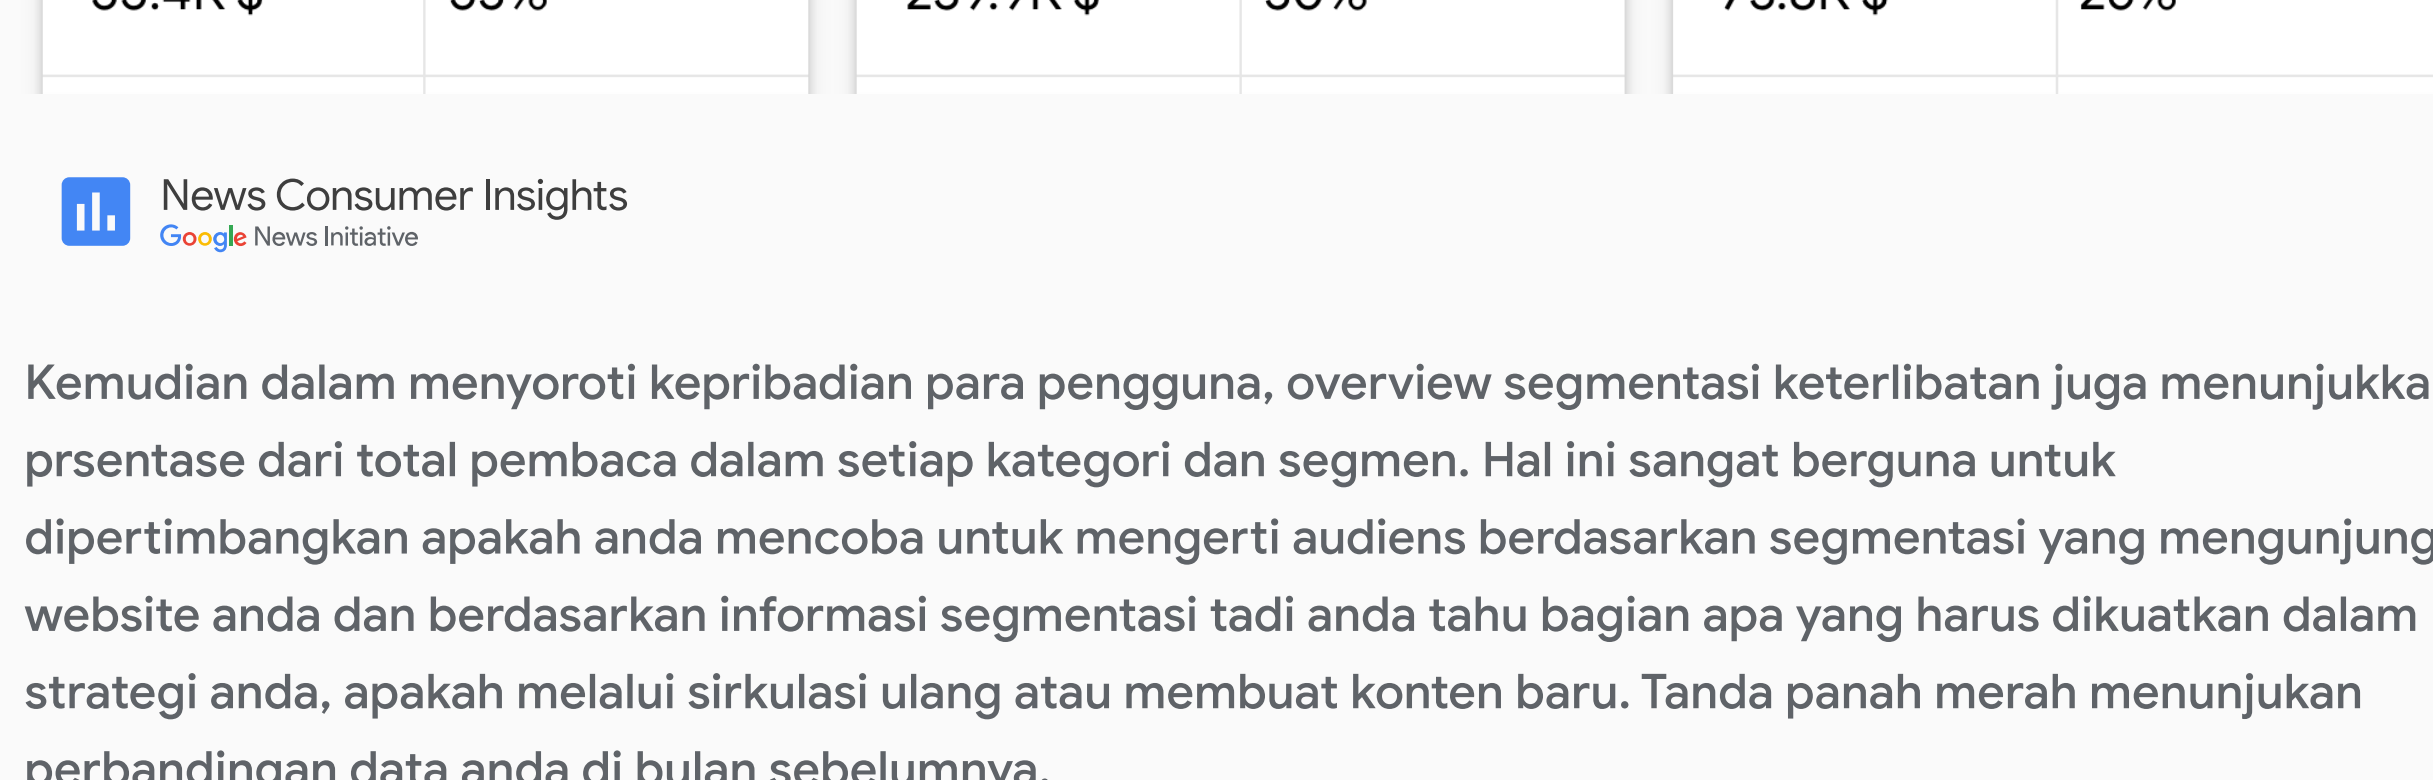 News Consumer Insights
Google News Initiative
Kemudian dalam menyoroti kepribadian para pengguna, overview segmentasi keterlibatan juga menunjukka
prsentase dari total pembaca dalam setiap kategori dan segmen. Hal ini sangat berguna untuk
dipertimbangkan apakah anda mencoba untuk mengerti audiens berdasarkan segmentasi yang mengunjung
website anda dan berdasarkan informasi segmentasi tadi anda tahu bagian apa yang harus dikuatkan dalam
strategi anda, apakah melalui sirkulasi ulang atau membuat konten baru. Tanda panah merah menunjukan
perbandingan data anda di bulan sebelumnya.